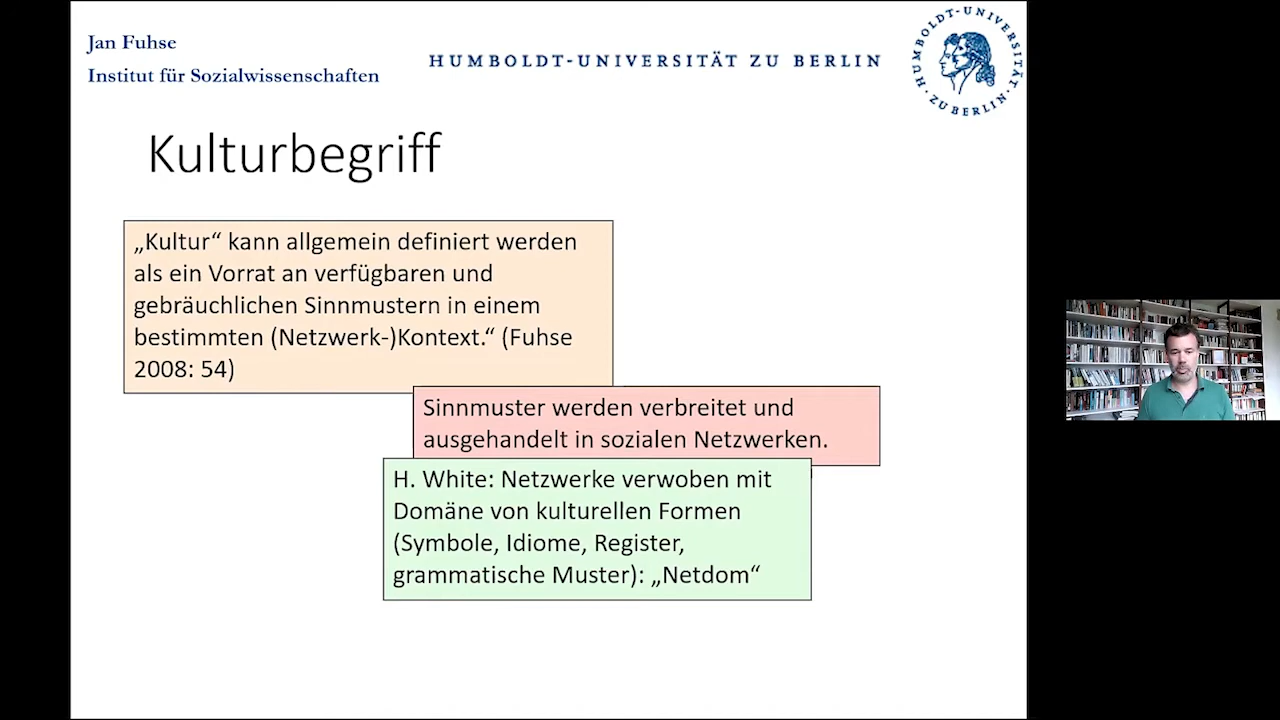 Jan Fuhse
Institut für Sozialwissenschaften
HUMBOLDT-UNIVERSITÄT ZU BERLIN
HUMBOLDT-UNIVERSITÄT
ZU BERLIN
Kulturbegriff
„Kultur“ kann allgemein definiert werden
als ein Vorrat an verfügbaren und
gebräuchlichen Sinnmustern in einem
bestimmten (Netzwerk-)Kontext.“ (Fuhse
2008: 54)
Sinnmuster werden verbreitet und
ausgehandelt in sozialen Netzwerken.
H. White: Netzwerke verwoben mit
Domäne von kulturellen Formen
(Symbole, Idiome, Register,
grammatische Muster): „Netdom“